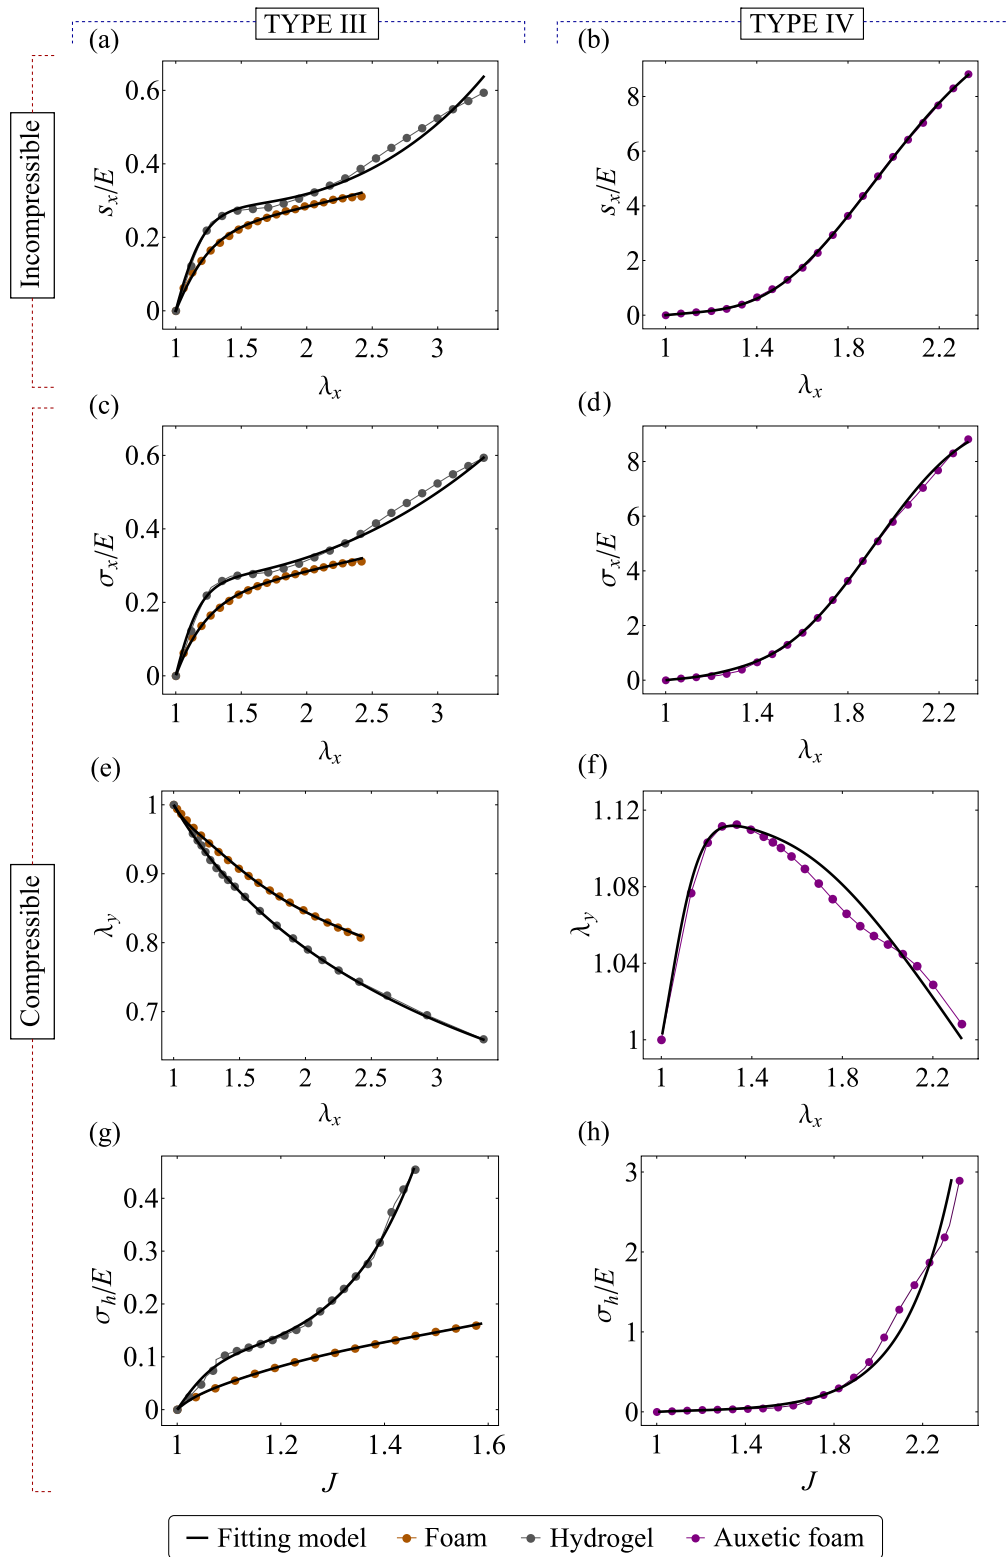 TYPE III
TYPE IV
Incompressible
Compressible
(a)
s_x/E
0.6
0.4
0.2
0
1
1.5
2
2.5
3
λ_x
(b)
s_x/E
8
6
4
2
0
1
1.4
1.8
2.2
λ_x
(c)
σ_x/E
0.6
0.4
0.2
0
1
1.5
2
2.5
3
λ_x
(d)
σ_x/E
8
6
4
2
0
1
1.4
1.8
2.2
λ_x
(e)
λ_y
1
0.9
0.8
0.7
1
1.5
2
2.5
3
λ_x
(f)
λ_y
1.12
1.08
1.04
1
1
1.4
1.8
2.2
λ_x
(g)
σ_h/E
0.4
0.3
0.2
0.1
0
1
1.2
1.4
1.6
J
(h)
σ_h/E
3
2
1
0
1
1.4
1.8
2.2
J
Fitting model Foam Hydrogel Auxetic foam